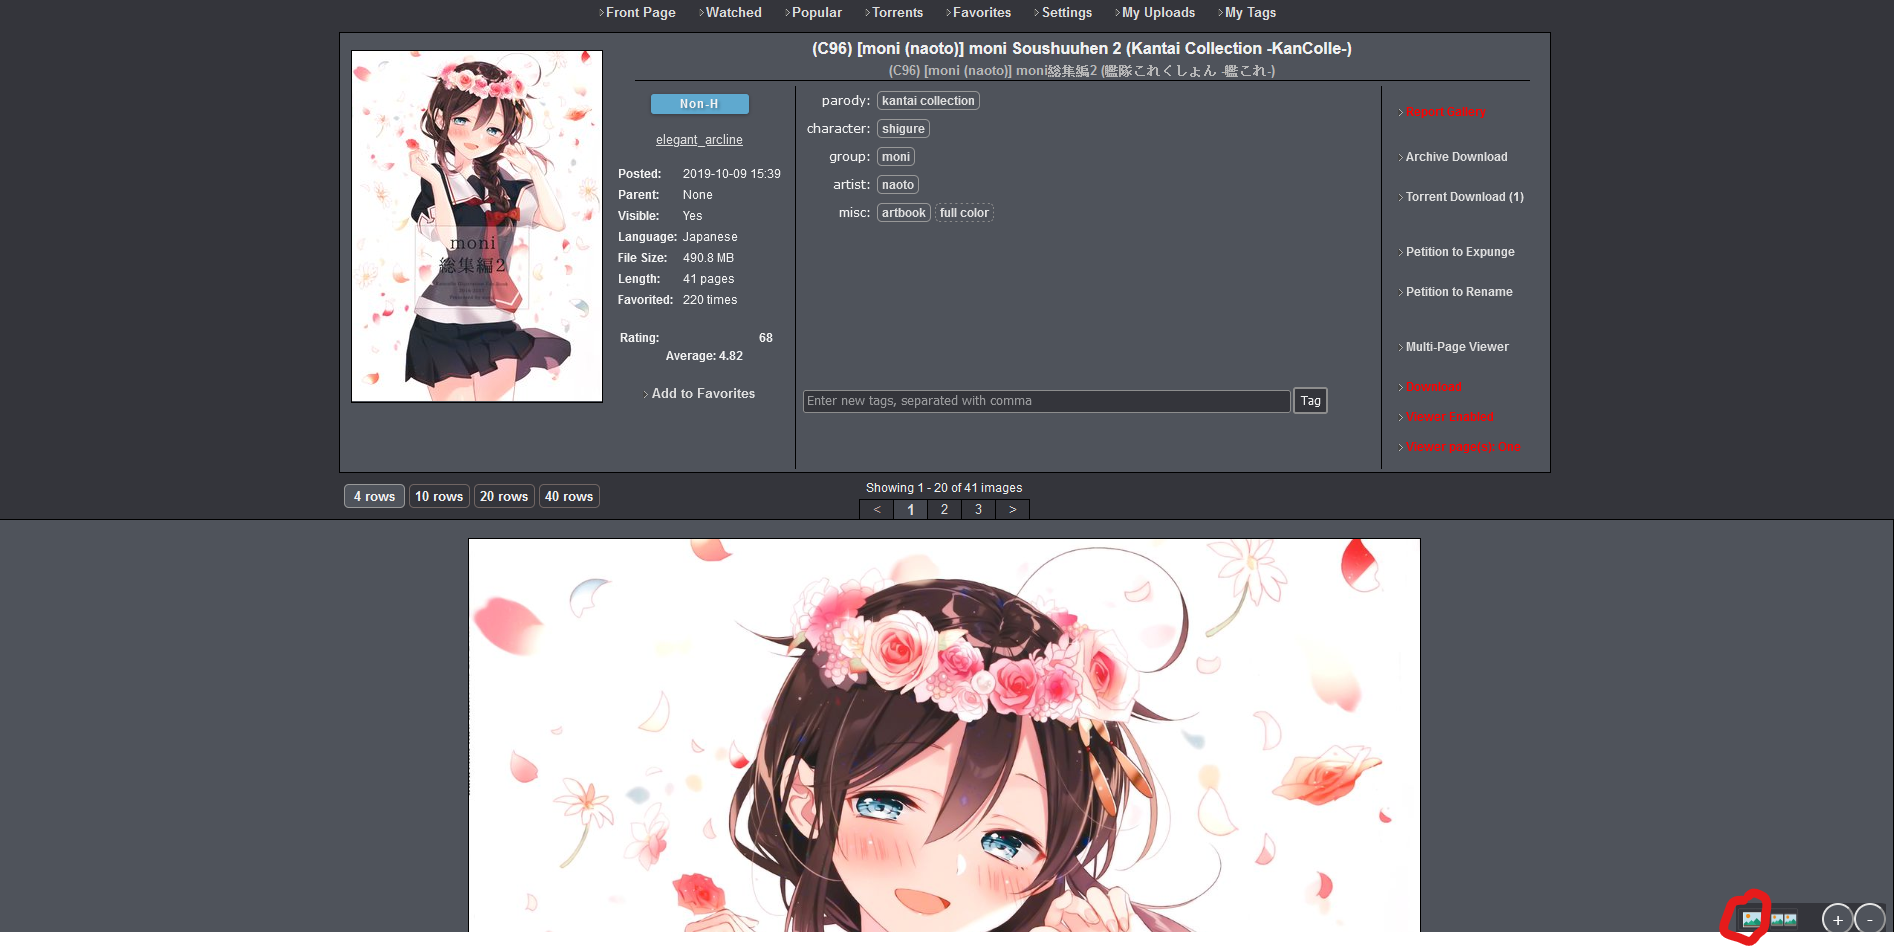 Front Page
Watched
Popular
Torrents
Favorites
Settings
My Uploads
My Tags
(C96) [moni (naoto)] moni Soushuuhen 2 (Kantai Collection -KanColle-)
(C96) [moni (naoto)] moni総集編2 (艦隊これくしょん -艦これ-)
moni
総集編2
Non-H
elegant_arcline
Posted: 2019-10-09 15:39
Parent: None
Visible: Yes
Language: Japanese
File Size: 490.8 MB
Length: 41 pages
Favorited: 220 times
Rating: 68
Average: 4.82
Add to Favorites
parody: kantai collection
character: shigure
group: moni
artist: naoto
misc: artbook full color
Enter new tags, separated with comma
Tag
Report Gallery
Archive Download
Torrent Download (1)
Petition to Expunge
Petition to Rename
Multi-Page Viewer
Download
Viewer Enabled
Viewer page(s): One
4 rows
10 rows
20 rows
40 rows
Showing 1 - 20 of 41 images
< 1 2 3 >
+ -